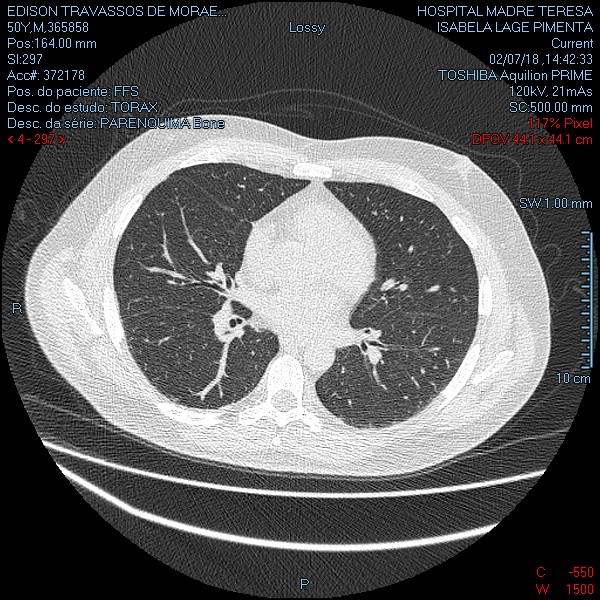 EDISON TRAVASSOS DE MORAE...
50Y,M,365858
Pos:164.00 mm
SI:297
Acc#: 372178
Pos. do paciente: FFS
Desc. do estudo: TORAX
Desc. da série: PARENQUIMA Bone
< 4 - 297 >
Lossy
HOSPITAL MADRE TERESA
ISABELA LAGE PIMENTA
Current
02/07/18 ,14:42:33
TOSHIBA Aquilion PRIME
120kV, 21mAs
SC:500.00 mm
117% Pixel
DFOV 44.1 x 44.1 cm
SW 1.00 mm
R
10 cm
P
C -550
W 1500